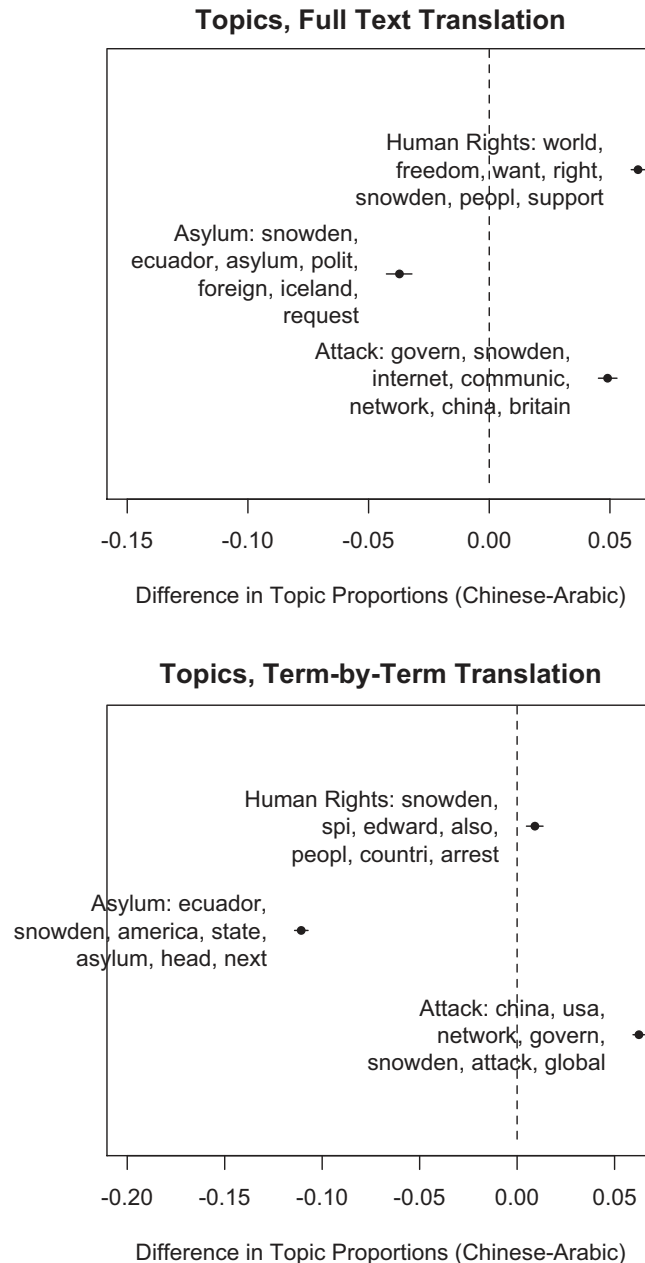 Topics, Full Text Translation
Human Rights: world,
freedom, want, right,
snowden, peopl, support
Asylum: snowden,
ecuador, asylum, polit,
foreign, iceland,
request
Attack: govern, snowden,
internet, communic,
network, china, britain
-0.15 -0.10 -0.05 0.00 0.05
Difference in Topic Proportions (Chinese-Arabic)
Topics, Term-by-Term Translation
Human Rights: snowden,
spi, edward, also,
peopl, countri, arrest
Asylum: ecuador,
snowden, america, state,
asylum, head, next
Attack: china, usa,
network, govern,
snowden, attack, global
-0.20 -0.15 -0.10 -0.05 0.00 0.05
Difference in Topic Proportions (Chinese-Arabic)